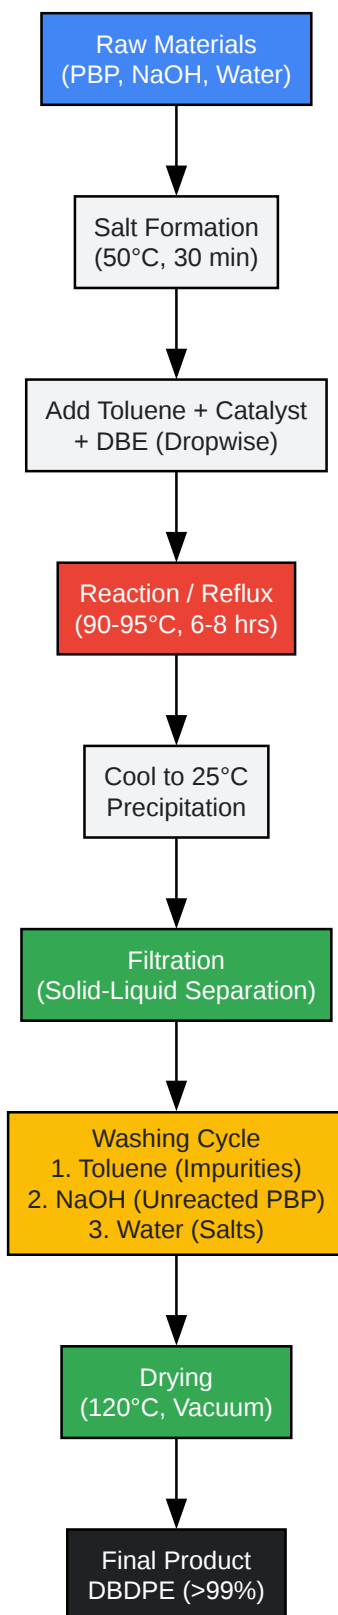 Raw Materials
(PBP, NaOH, Water)
Salt Formation
(50°C, 30 min)
Add Toluene + Catalyst
+ DBE (Dropwise)
Reaction / Reflux
(90-95°C, 6-8 hrs)
Cool to 25°C
Precipitation
Filtration
(Solid-Liquid Separation)
Washing Cycle
1. Toluene (Impurities)
2. NaOH (Unreacted PBP)
3. Water (Salts)
Drying
(120°C, Vacuum)
Final Product
DBDPE (>99%)